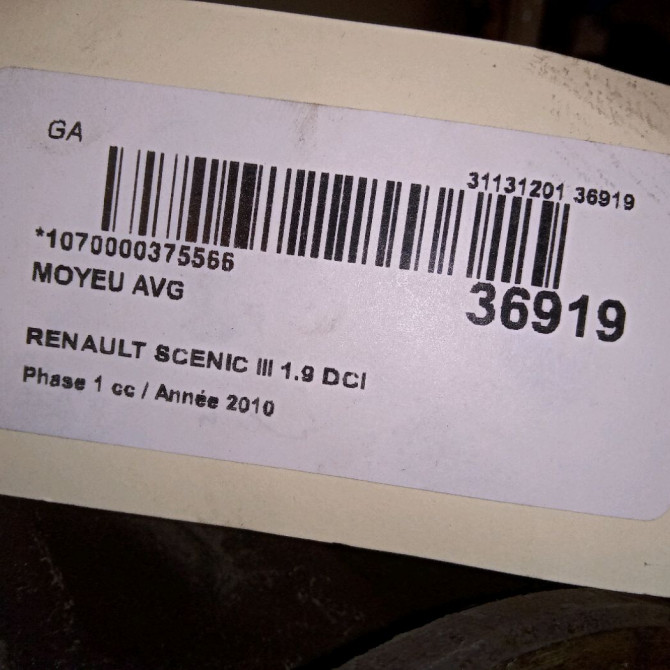 GA
31131201 36919
*1070000375566
MOYEU AVG
36919
RENAULT SCENIC III 1.9 DCI
Phase 1 cc / Année 2010